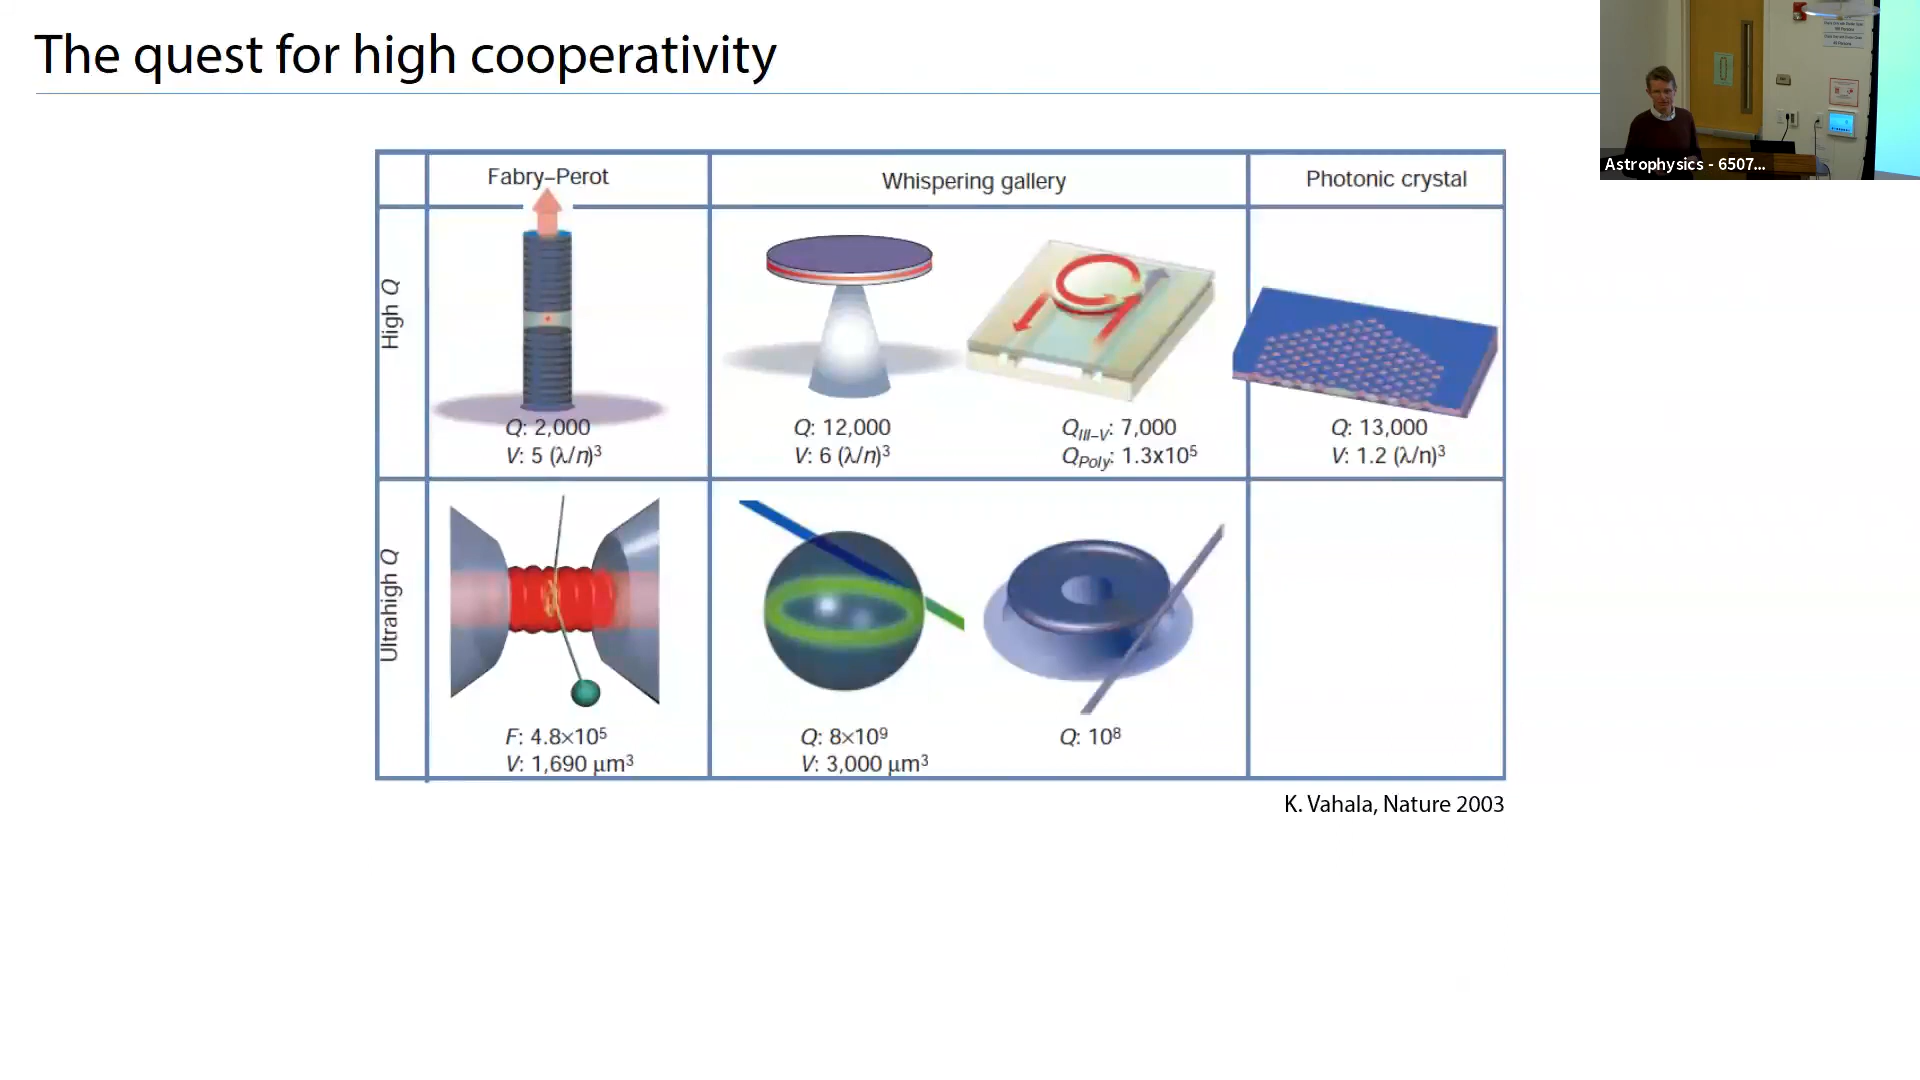 The quest for high cooperativity
Astrophysics - 6507...
Fabry–Perot
Whispering gallery
Photonic crystal
High Q
Q: 2,000
V: 5 (λ/n)³
Q: 12,000
V: 6 (λ/n)³
Q_III–V: 7,000
Q_Poly: 1.3x10⁵
Q: 13,000
V: 1.2 (λ/n)³
Ultrahigh Q
F: 4.8×10⁵
V: 1,690 μm³
Q: 8×10⁹
V: 3,000 μm³
Q: 10⁸
K. Vahala, Nature 2003